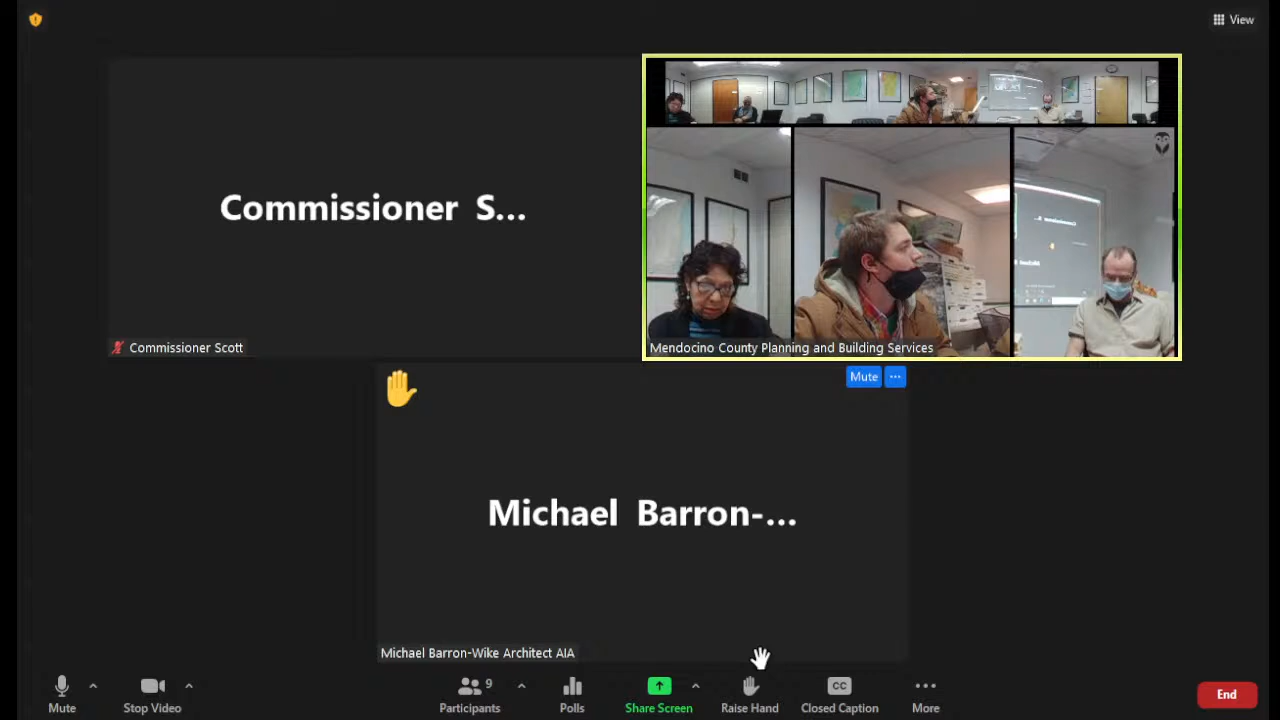 View
Commissioner S...
Commissioner Scott
Mendocino County Planning and Building Services
Mute
...
Michael Barron-...
Michael Barron-Wike Architect AIA
Mute
Stop Video
9
Participants
Polls
Share Screen
Raise Hand
CC
Closed Caption
More
End